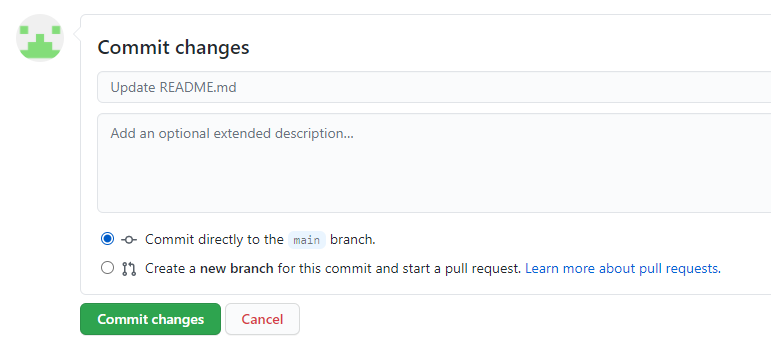 Commit changes
Update README.md
Add an optional extended description...
Commit directly to the main branch.
Create a new branch for this commit and start a pull request. Learn more about pull requests.
Commit changes
Cancel